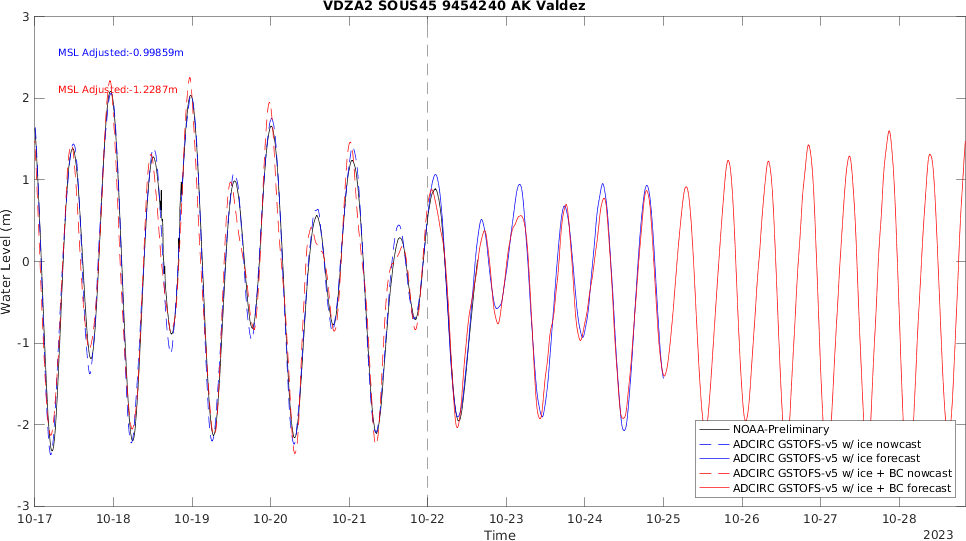 VDZA2 SOUS45 9454240 AK Valdez
MSL Adjusted:-0.99859m
MSL Adjusted:-1.2287m
3
2
1
0
-1
-2
-3
Water Level (m)
NOAA-Preliminary
ADCIRC GSTOFS-v5 w/ ice nowcast
ADCIRC GSTOFS-v5 w/ ice forecast
ADCIRC GSTOFS-v5 w/ ice + BC nowcast
ADCIRC GSTOFS-v5 w/ ice + BC forecast
10-17 10-18 10-19 10-20 10-21 10-22 10-23 10-24 10-25 10-26 10-27 10-28
Time
2023